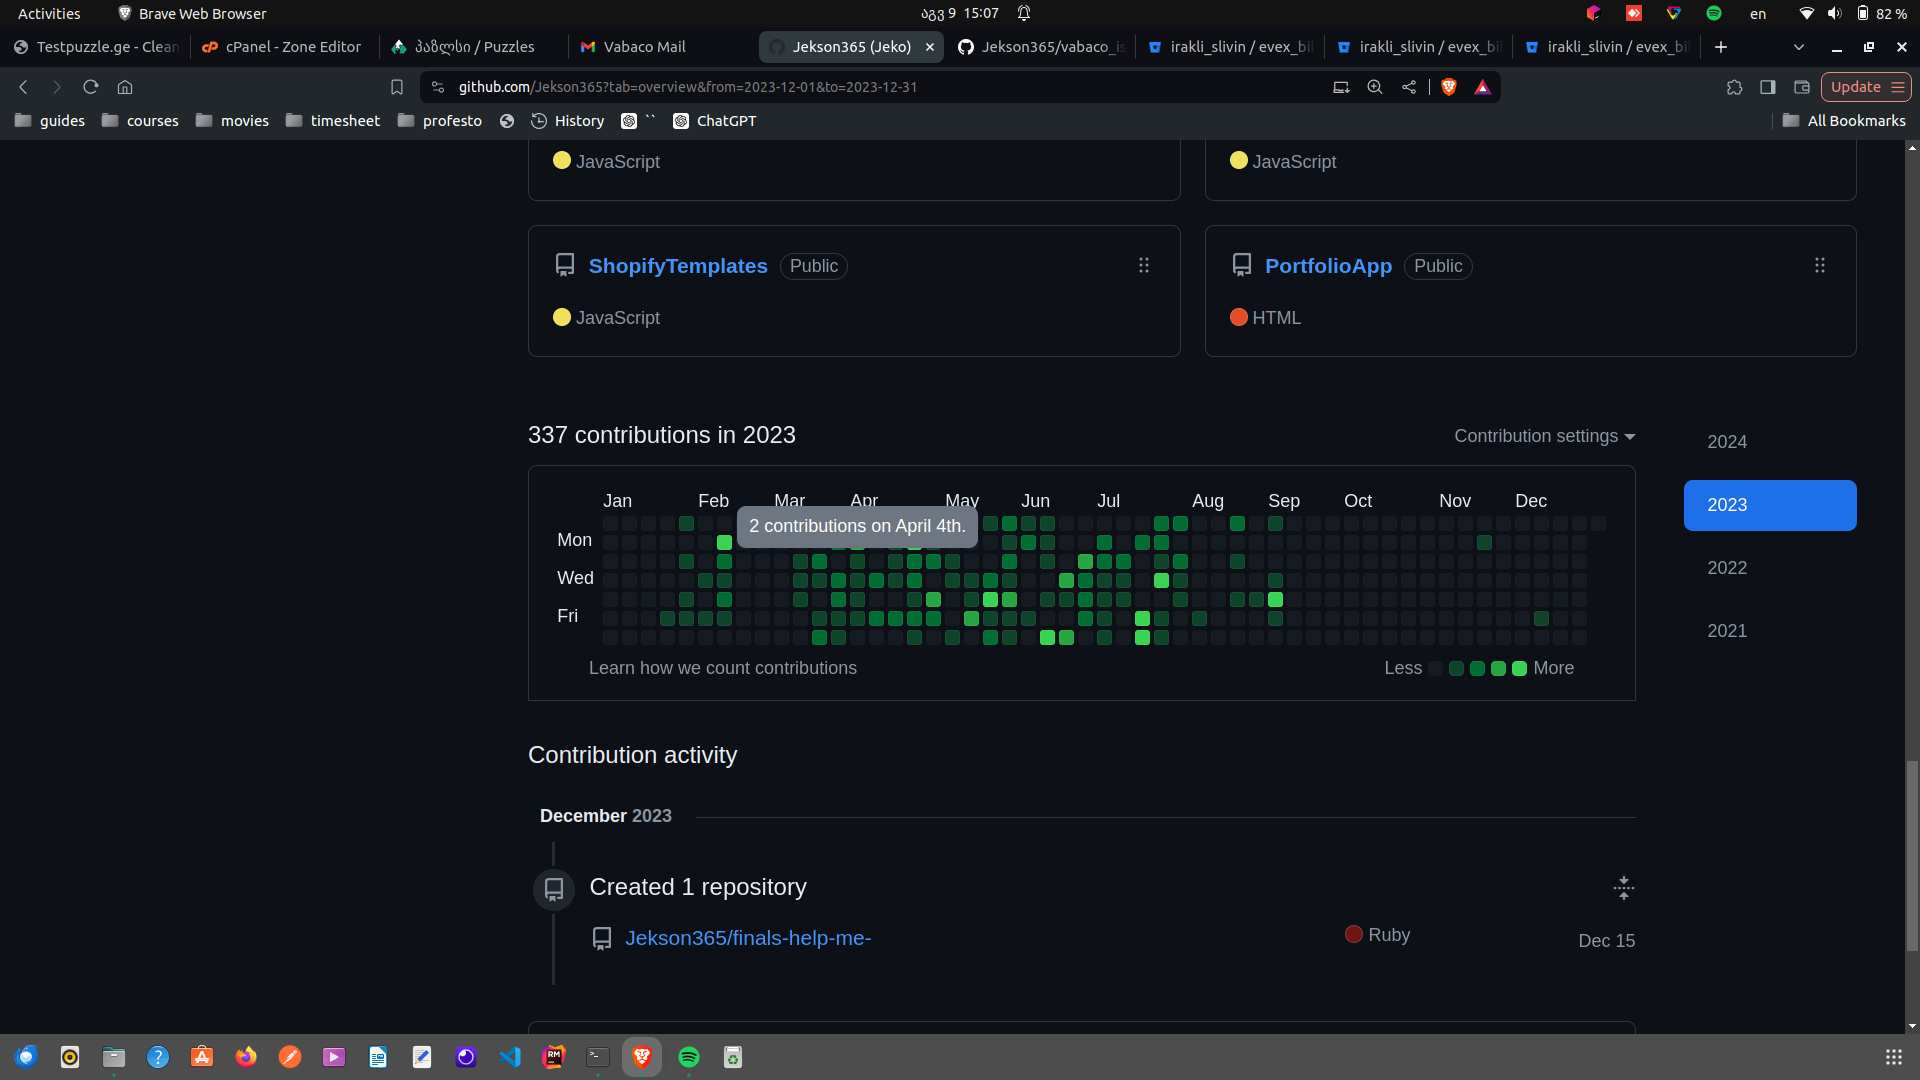 Activities Brave Web Browser აგვ 9 15:07 en 82 %
Testpuzzle.ge - Clean cPanel - Zone Editor პაზლსი / Puzzles Vabaco Mail Jekson365 (Jeko) Jekson365/vabaco_is irakli_slivin / evex_bil irakli_slivin / evex_bil irakli_slivin / evex_bil
github.com/Jekson365?tab=overview&from=2023-12-01&to=2023-12-31 Update
guides courses movies timesheet profesto History `` ChatGPT All Bookmarks
JavaScript JavaScript
ShopifyTemplates Public PortfolioApp Public
JavaScript HTML
337 contributions in 2023 Contribution settings 2024
Jan Feb Mar Apr May Jun Jul Aug Sep Oct Nov Dec 2023
2 contributions on April 4th.
Mon
Wed 2022
Fri 2021
Learn how we count contributions Less More
Contribution activity
December 2023
Created 1 repository
Jekson365/finals-help-me- Ruby Dec 15